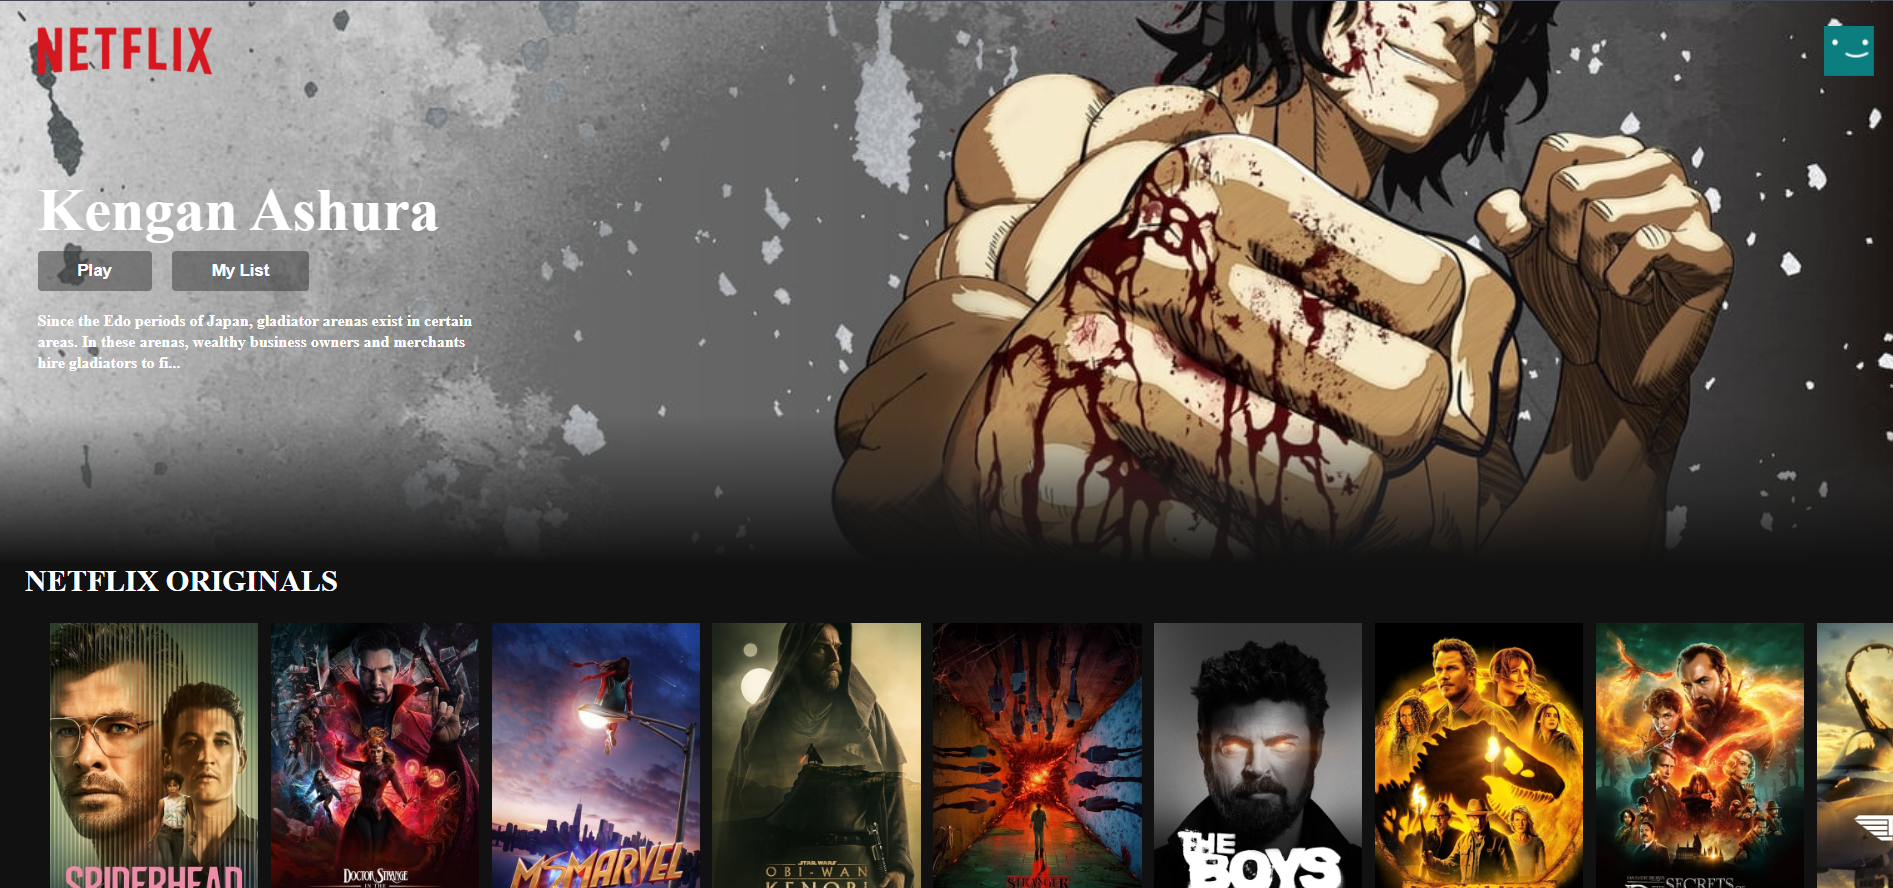 NETFLIX
Kengan Ashura
Play
My List
Since the Edo periods of Japan, gladiator arenas exist in certain
areas. In these arenas, wealthy business owners and merchants
hire gladiators to fi...
NETFLIX ORIGINALS
SPIDERHEAD
DOCTOR STRANGE
IN THE
MS MARVEL
STAR WARS
OBI-WAN
KENOBI
STRANGER
THE
BOYS
SECRETS